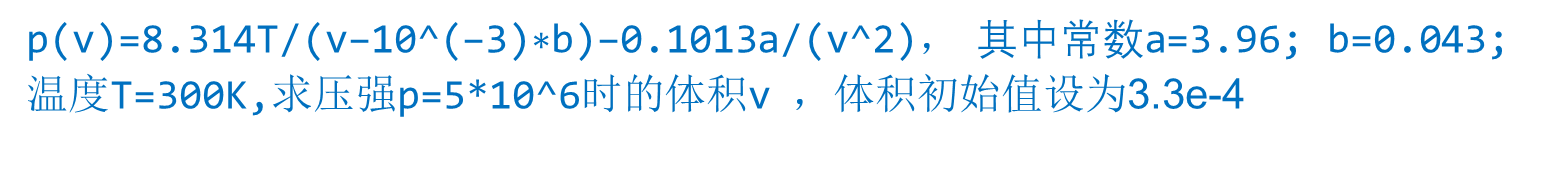 p(v)=8.314T/(v-10^(-3)*b)-0.1013a/(v^2)， 其中常数a=3.96; b=0.043;
温度T=300K,求压强p=5*10^6时的体积v ，体积初始值设为3.3e-4